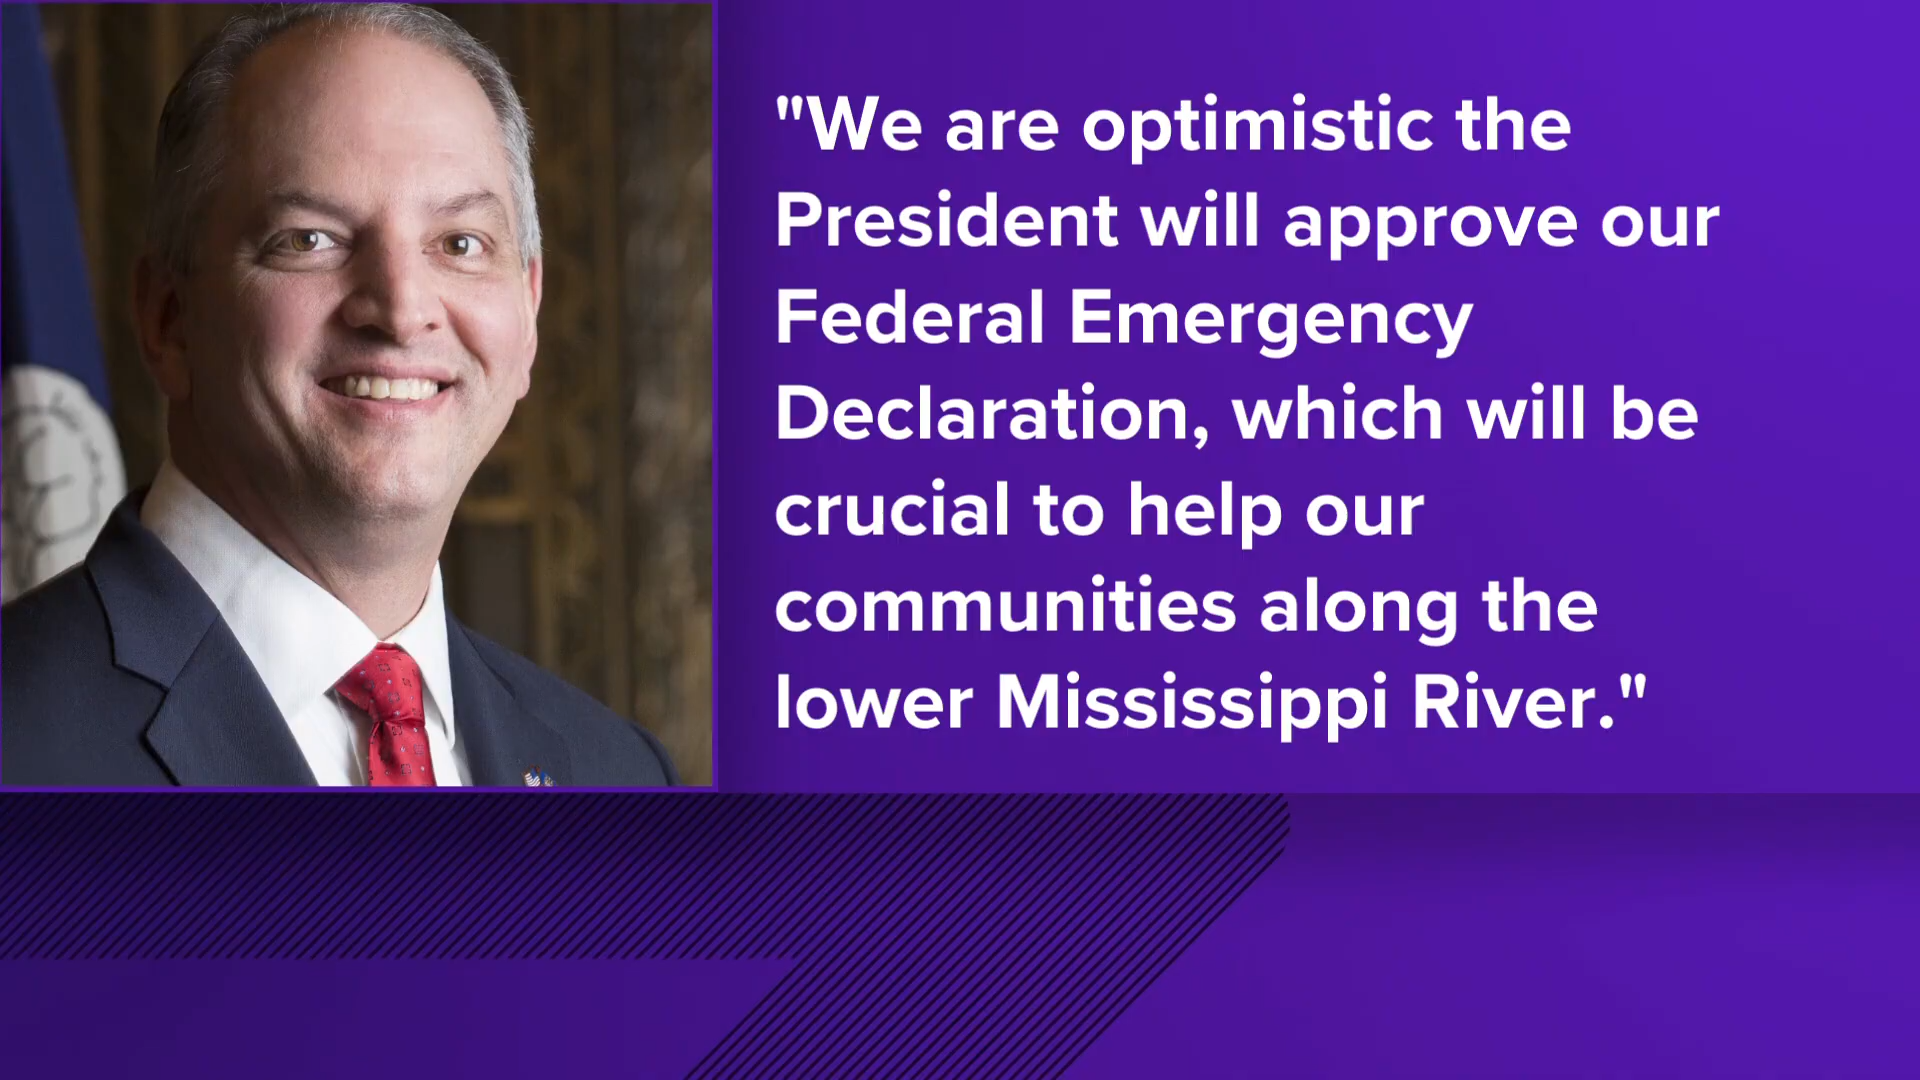 "We are optimistic the
President will approve our
Federal Emergency
Declaration, which will be
crucial to help our
communities along the
lower Mississippi River."